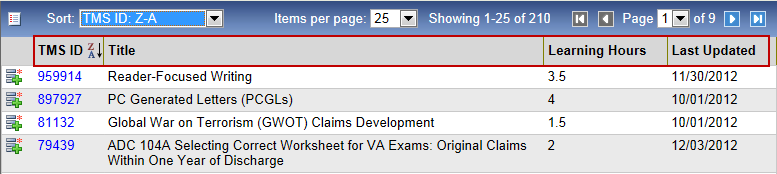 Sort: TMS ID: Z-A Items per page: 25 Showing 1-25 of 210 Page 1 of 9
TMS ID Z A Title Learning Hours Last Updated
959914 Reader-Focused Writing 3.5 11/30/2012
897927 PC Generated Letters (PCGLs) 4 10/01/2012
81132 Global War on Terrorism (GWOT) Claims Development 1.5 10/01/2012
79439 ADC 104A Selecting Correct Worksheet for VA Exams: Original Claims 2 12/03/2012
Within One Year of Discharge